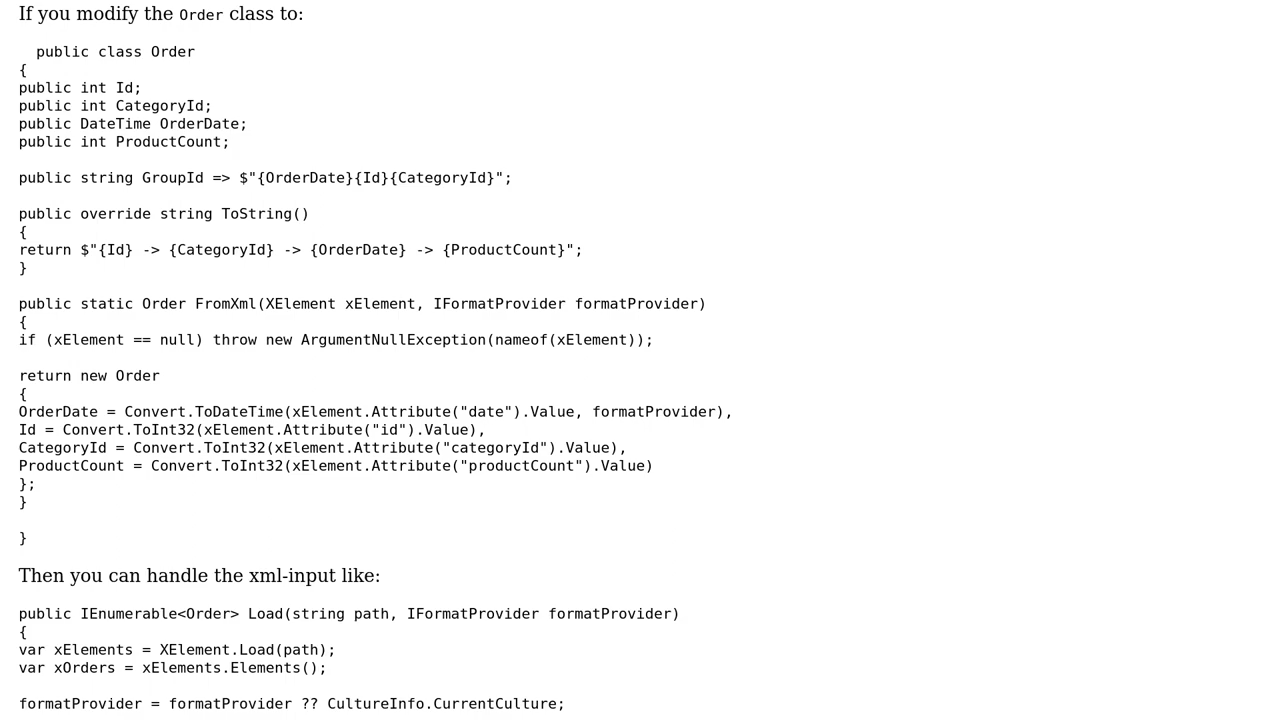 If you modify the Order class to:
public class Order
{
public int Id;
public int CategoryId;
public DateTime OrderDate;
public int ProductCount;
public string GroupId => $"{OrderDate}{Id}{CategoryId}";
public override string ToString()
{
return $"{Id} -> {CategoryId} -> {OrderDate} -> {ProductCount}";
}
public static Order FromXml(XElement xElement, IFormatProvider formatProvider)
{
if (xElement == null) throw new ArgumentNullException(nameof(xElement));
return new Order
{
OrderDate = Convert.ToDateTime(xElement.Attribute("date").Value, formatProvider),
Id = Convert.ToInt32(xElement.Attribute("id").Value),
CategoryId = Convert.ToInt32(xElement.Attribute("categoryId").Value),
ProductCount = Convert.ToInt32(xElement.Attribute("productCount").Value)
};
}
}
Then you can handle the xml-input like:
public IEnumerable<Order> Load(string path, IFormatProvider formatProvider)
{
var xElements = XElement.Load(path);
var xOrders = xElements.Elements();
formatProvider = formatProvider ?? CultureInfo.CurrentCulture;